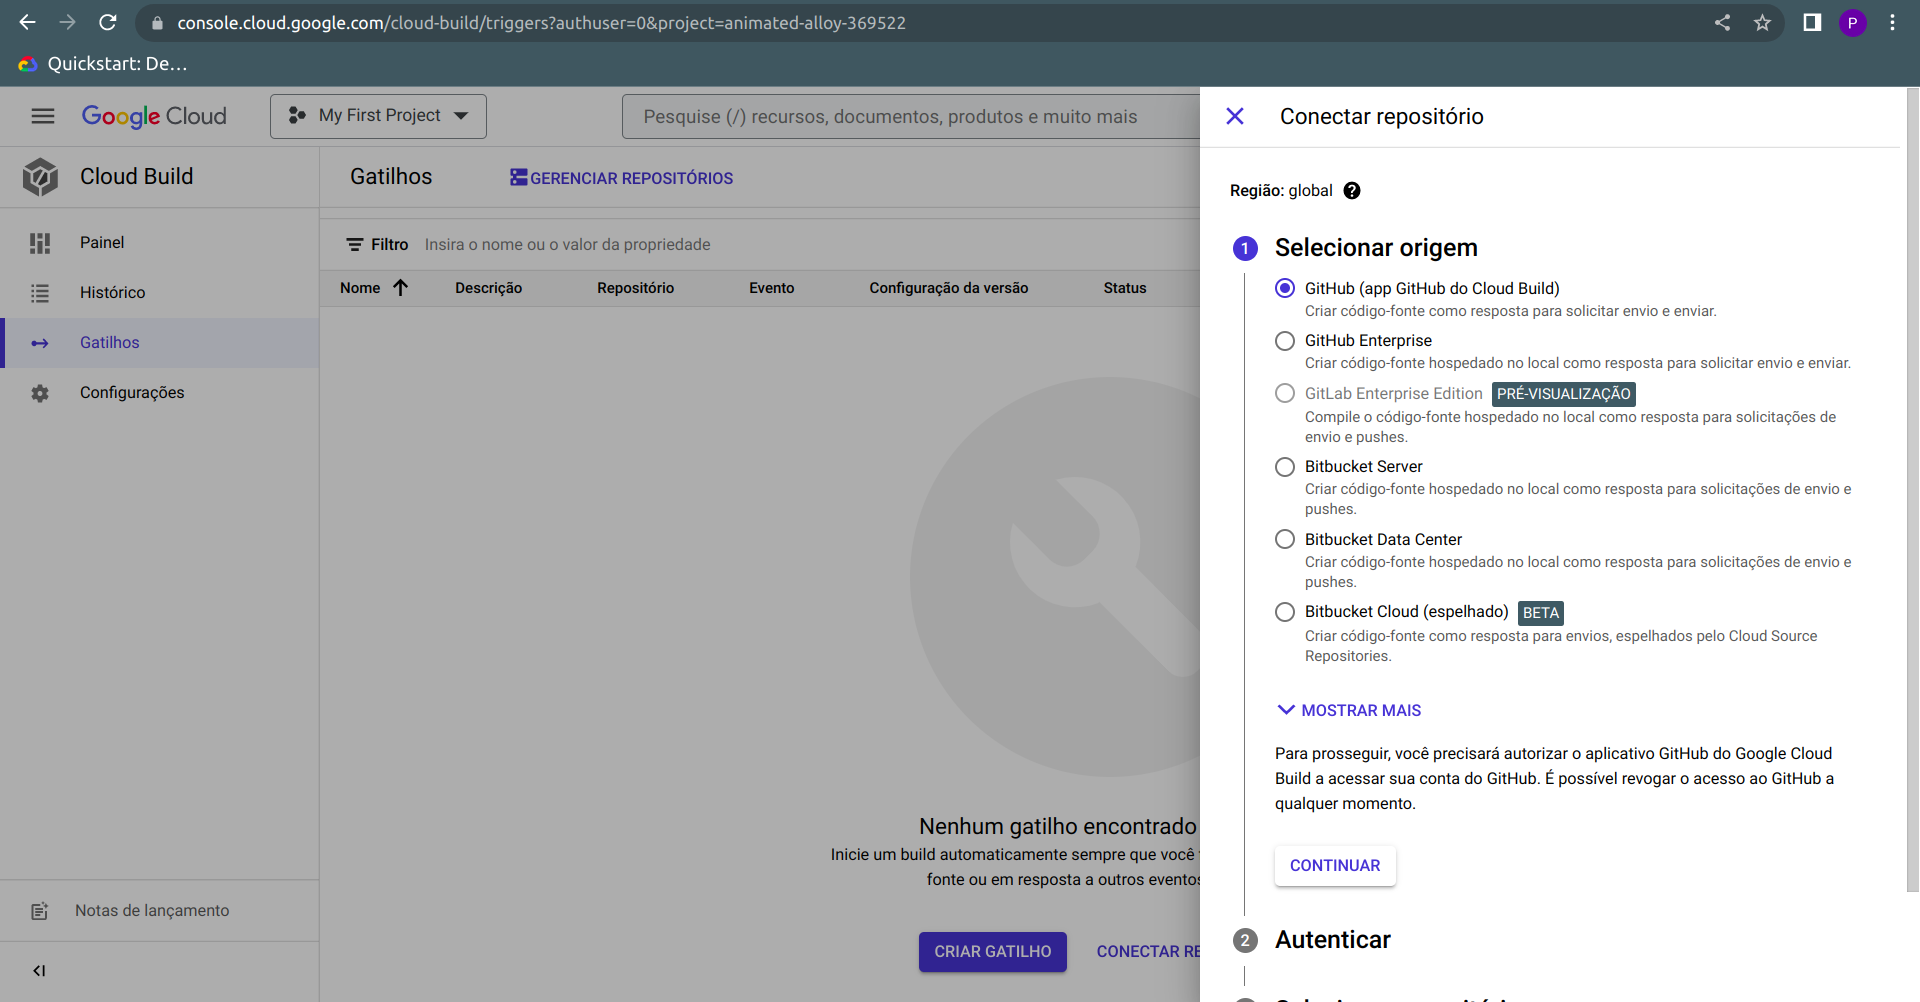 console.cloud.google.com/cloud-build/triggers?authuser=0&project=animated-alloy-369522
P
Quickstart: De…
Google Cloud
My First Project
Pesquise (/) recursos, documentos, produtos e muito mais
Cloud Build
Gatilhos
GERENCIAR REPOSITÓRIOS
Painel
Histórico
Gatilhos
Configurações
Notas de lançamento
Filtro
Insira o nome ou o valor da propriedade
Nome
Descrição
Repositório
Evento
Configuração da versão
Status
Nenhum gatilho encontrado
Inicie um build automaticamente sempre que você
fonte ou em resposta a outros eventos
CRIAR GATILHO
CONECTAR RE
Conectar repositório
Região: global
1 Selecionar origem
GitHub (app GitHub do Cloud Build)
Criar código-fonte como resposta para solicitar envio e enviar.
GitHub Enterprise
Criar código-fonte hospedado no local como resposta para solicitar envio e enviar.
GitLab Enterprise Edition PRÉ-VISUALIZAÇÃO
Compile o código-fonte hospedado no local como resposta para solicitações de
envio e pushes.
Bitbucket Server
Criar código-fonte hospedado no local como resposta para solicitações de envio e
pushes.
Bitbucket Data Center
Criar código-fonte hospedado no local como resposta para solicitações de envio e
pushes.
Bitbucket Cloud (espelhado) BETA
Criar código-fonte como resposta para envios, espelhados pelo Cloud Source
Repositories.
MOSTRAR MAIS
Para prosseguir, você precisará autorizar o aplicativo GitHub do Google Cloud
Build a acessar sua conta do GitHub. É possível revogar o acesso ao GitHub a
qualquer momento.
CONTINUAR
2 Autenticar